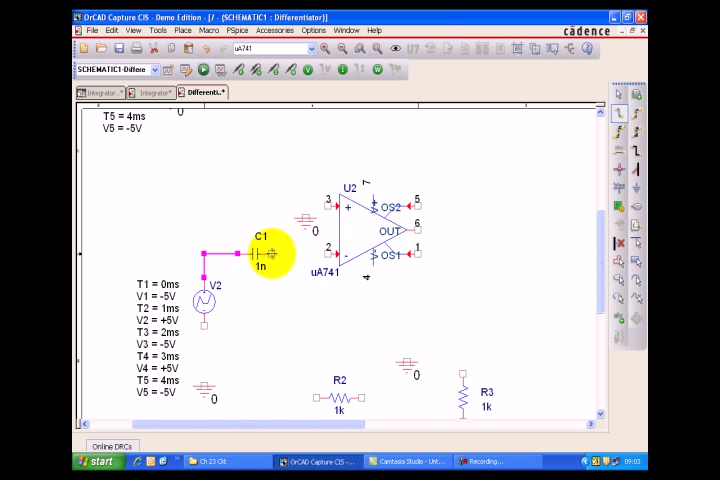 OrCAD Capture CIS - Demo Edition - [/ - (SCHEMATIC1 : Differentiator)]
File Edit View Tools Place Macro PSpice Accessories Options Window Help
cādence
uA741
U?
SCHEMATIC1-Differe
V
I
W
Integrator...*
Integrator*
Differenti..*
T5 = 4ms
V5 = -5V
0
U2
7
3
+
OS2
5
0
OUT
6
C1
2
-
OS1
1
1n
uA741
4
V2
T1 = 0ms
V1 = -5V
T2 = 1ms
V2 = +5V
T3 = 2ms
V3 = -5V
T4 = 3ms
V4 = +5V
T5 = 4ms
V5 = -5V
0
0
R2
1k
R3
1k
Online DRCs
start
Ch 23 Clit
OrCAD Capture CIS -...
Camtasia Studio - Unt...
Recording...
09:03